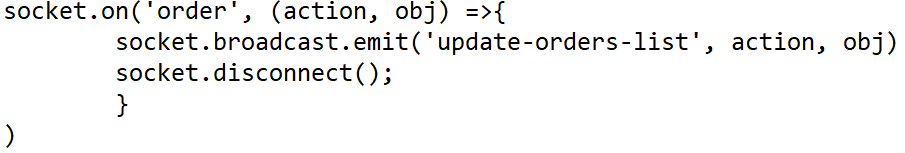 socket.on('order', (action, obj) =>{
        socket.broadcast.emit('update-orders-list', action, obj)
        socket.disconnect();
        }
)